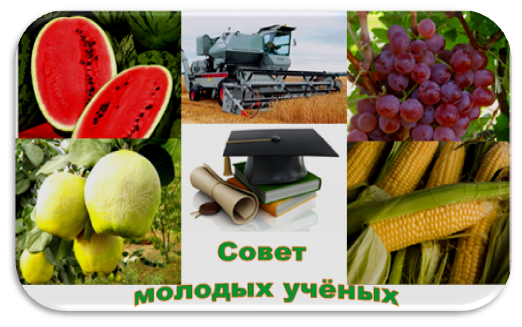 Совет
молодых учёных